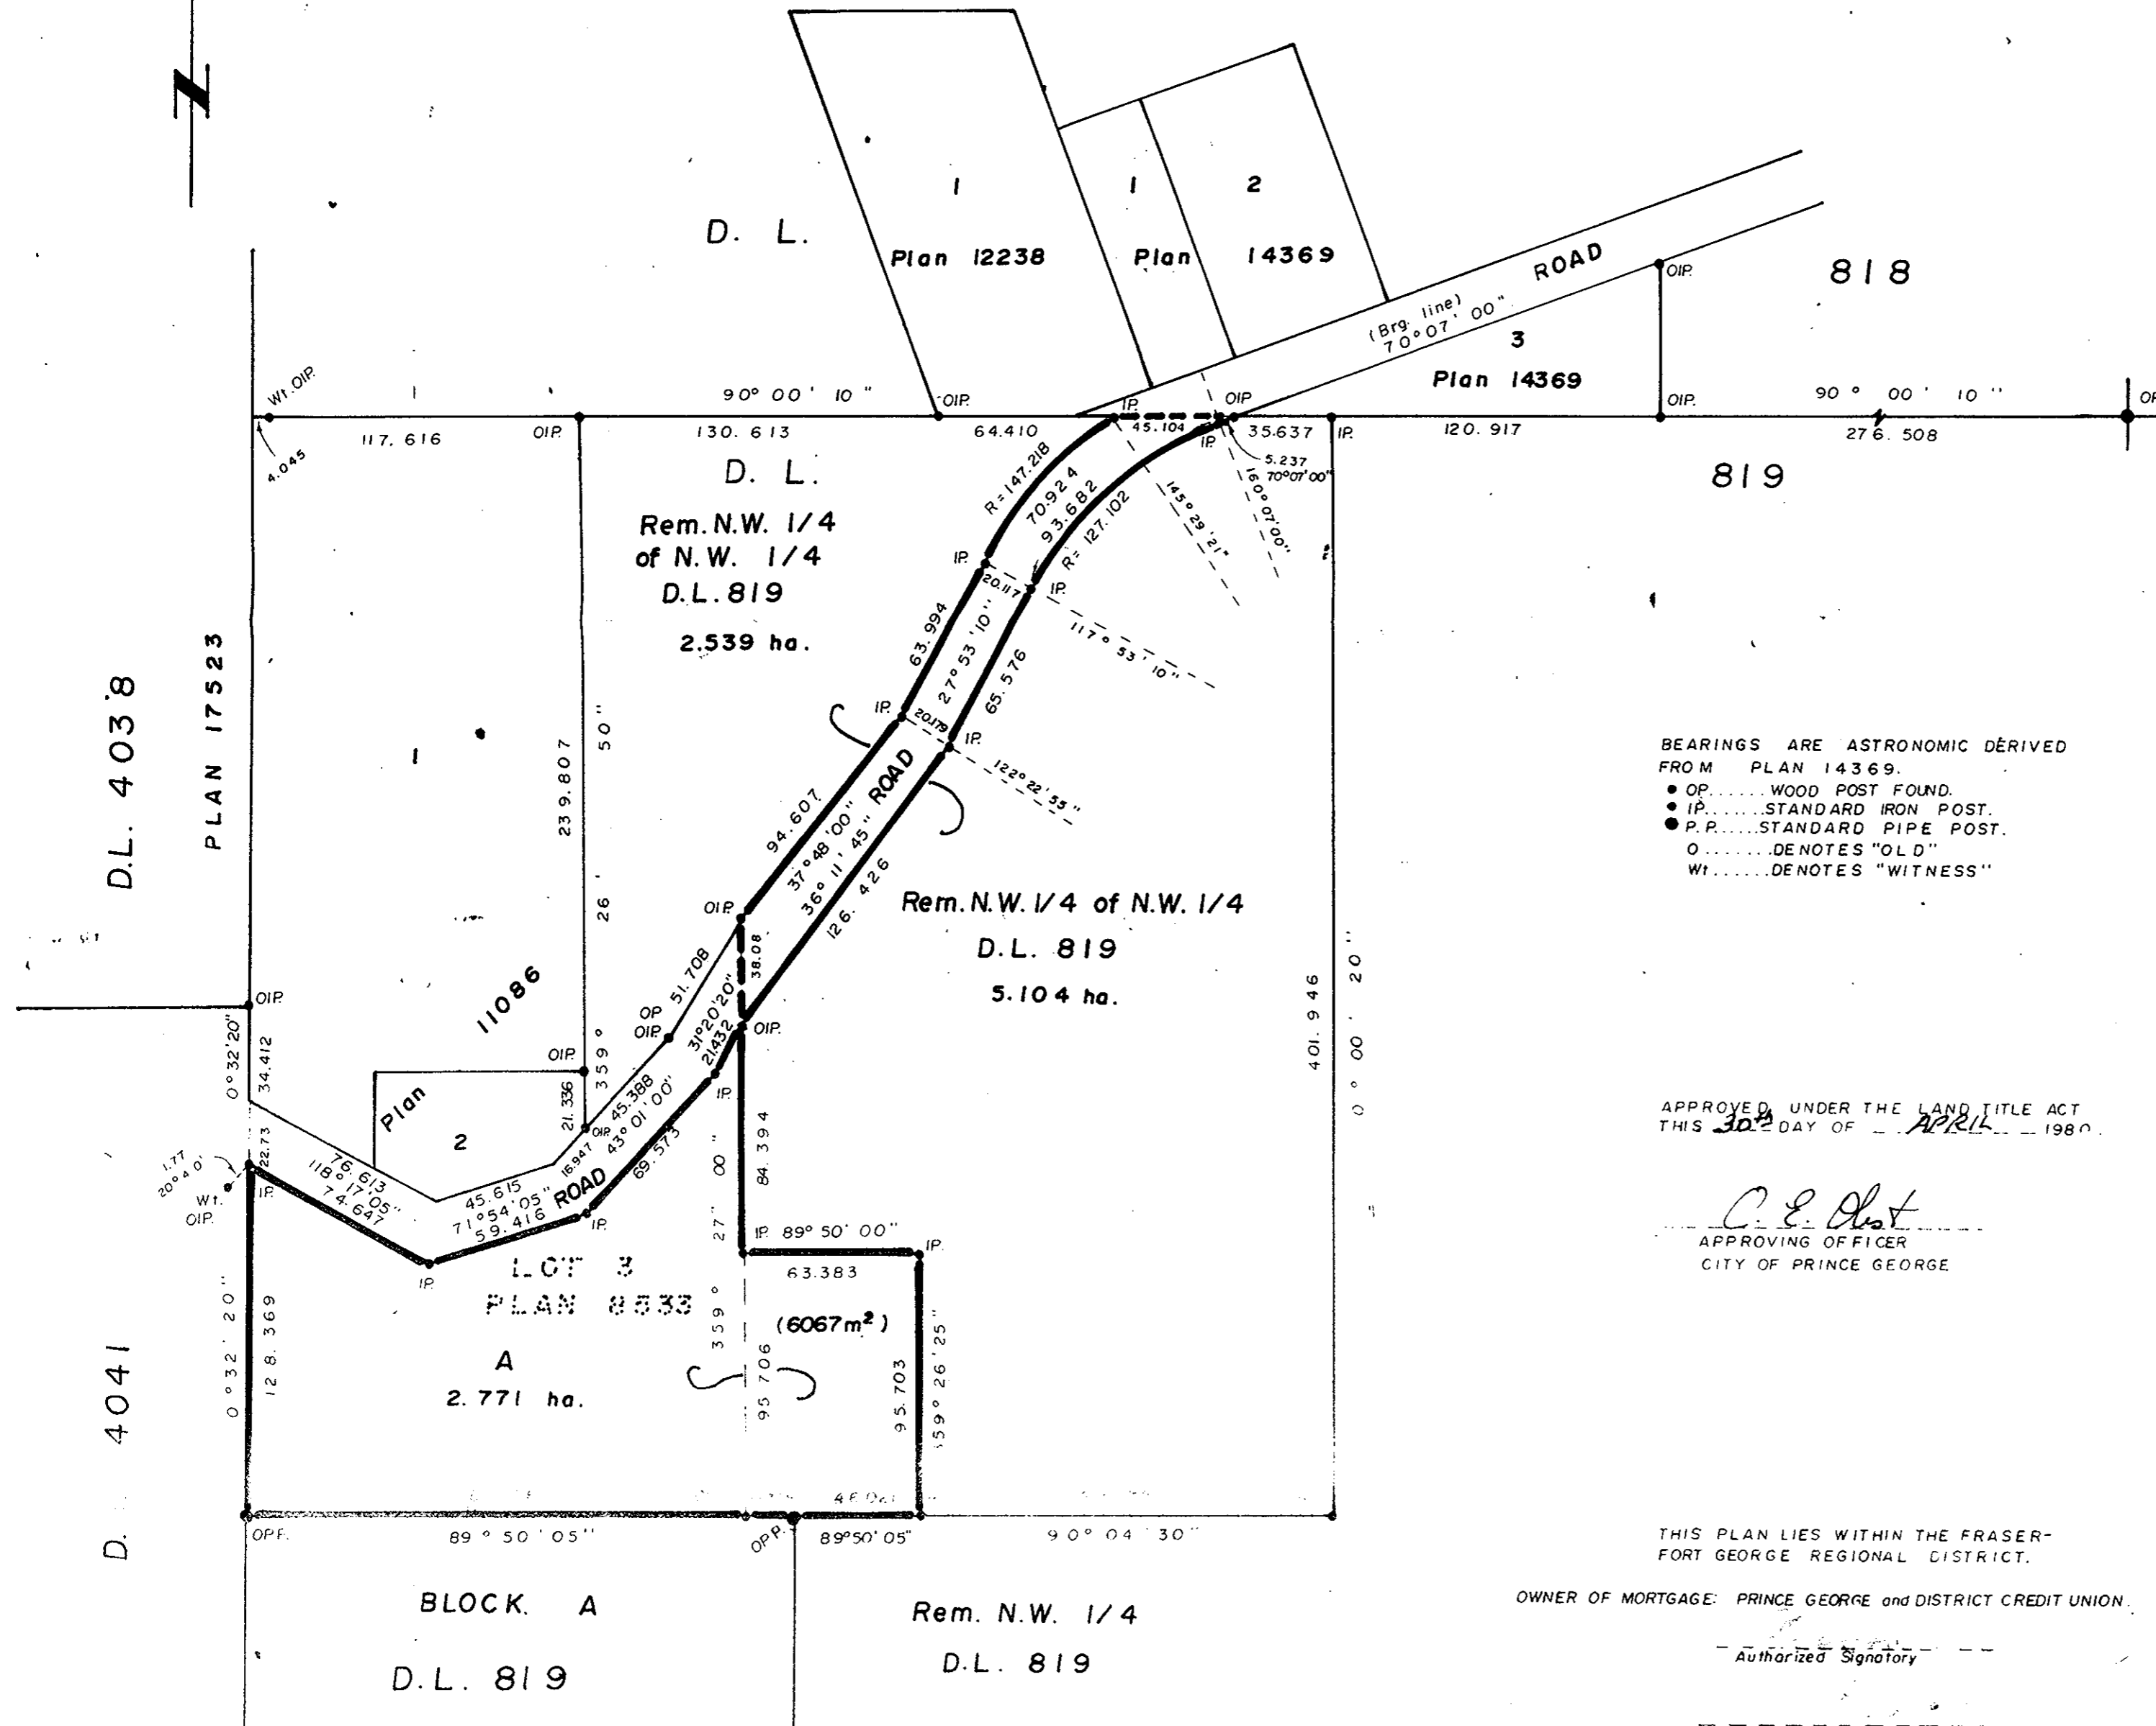 N
D. L.
1
Plan 12238
1
2
Plan 14369
(Brg. line)
70°07'00"
ROAD
OIP.
818
3
Plan 14369
Wt. OIP.
90° 00' 10"
OIP.
IP.
OIP
OIP.
90° 00' 10"
4.045
117.616
OIP.
130.613
64.410
45.104
IP.
35.637
IP.
120.917
276.508
5.237
70°07'00"
819
D. L.
Rem. N.W. 1/4
of N.W. 1/4
D.L. 819
2.539 ha.
R = 147.218
70.924
93.682
R = 127.102
145°29'21"
160°07'00"
IP.
20.117
IP.
117° 53' 10"
63.994
27°53'10"
65.576
IP.
20.179
IP.
122°22'55"
D.L. 4038
PLAN 17523
1
239.807
359° 26' 50"
94.607
37°48'00"
ROAD
36° 11' 45"
126.426
BEARINGS ARE ASTRONOMIC DERIVED
FROM PLAN 14369.
OP......WOOD POST FOUND.
IP.......STANDARD IRON POST.
P.P.....STANDARD PIPE POST.
O.......DENOTES "OLD"
Wt......DENOTES "WITNESS"
Rem. N.W. 1/4 of N.W. 1/4
D.L. 819
5.104 ha.
OIP.
38.08
51.708
OP
OIP.
31°20'20"
21.432
OIP.
OIP.
0°32'20"
34.412
11086
OIP.
21.336
OIP.
45.388
43°01'00"
69.573
IP.
401.946
0° 00' 20"
Plan
2
22.73
1.77
20°40'
Wt.
OIP.
IP.
76.613
118°17'05"
74.647
45.615
71°54'05"
59.416
16.947
ROAD
IP.
IP.
84.394
359° 27' 00"
APPROVED UNDER THE LAND TITLE ACT
THIS 30th DAY OF APRIL 1980.
C. E. Obst
APPROVING OFFICER
CITY OF PRINCE GEORGE
IP. 89° 50' 00" IP.
63.383
(6067m²)
LOT 3
PLAN 8533
A
2.771 ha.
95.706
95.703
359° 26' 25"
0° 32' 20"
128.369
D. 4041
46.021
OPP.
89° 50' 05"
OPP.
89°50'05"
90° 04' 30"
BLOCK. A
D.L. 819
Rem. N.W. 1/4
D.L. 819
THIS PLAN LIES WITHIN THE FRASER-
FORT GEORGE REGIONAL DISTRICT.
OWNER OF MORTGAGE: PRINCE GEORGE and DISTRICT CREDIT UNION.
Authorized Signatory